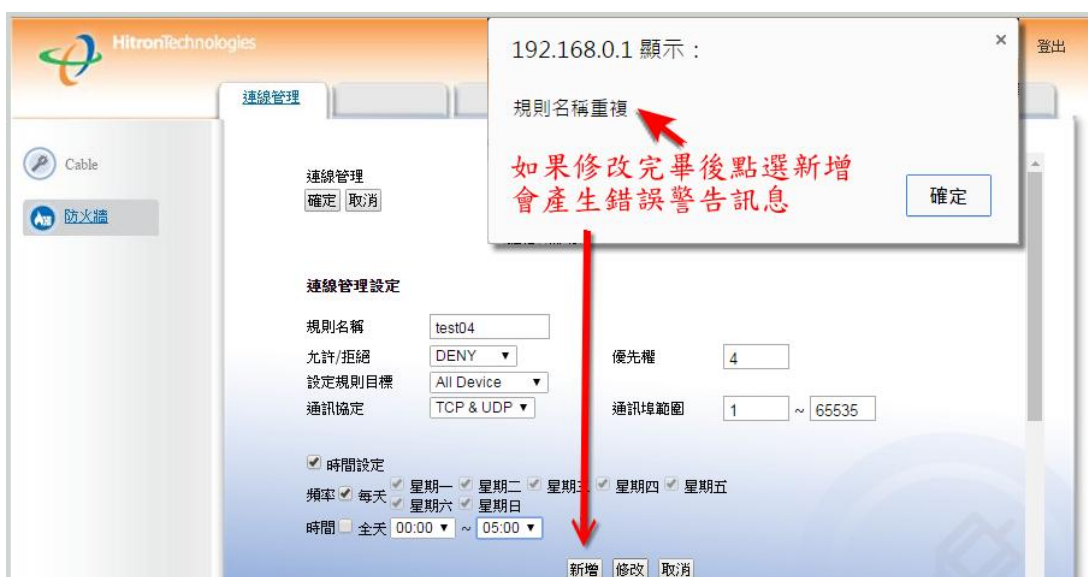 HitronTechnologies
192.168.0.1 顯示：
×
登出
連線管理
規則名稱重複
如果修改完畢後點選新增
會產生錯誤警告訊息
確定
Cable
防火牆
連線管理
確定 取消
連線管理設定
規則名稱 test04
允許/拒絕 DENY 優先權 4
設定規則目標 All Device
通訊協定 TCP & UDP 通訊埠範圍 1 ~ 65535
時間設定
頻率 每天 星期一 星期二 星期三 星期四 星期五
星期六 星期日
時間 全天 00:00 ~ 05:00
新增 修改 取消